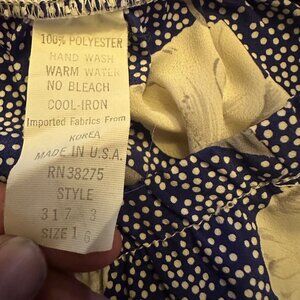 100% POLYESTER
HAND WASH
WARM WATER
NO BLEACH
COOL-IRON
Imported Fabrics From
KOREA
MADE IN U.S.A.
RN 38275
STYLE
317 3
SIZE 16